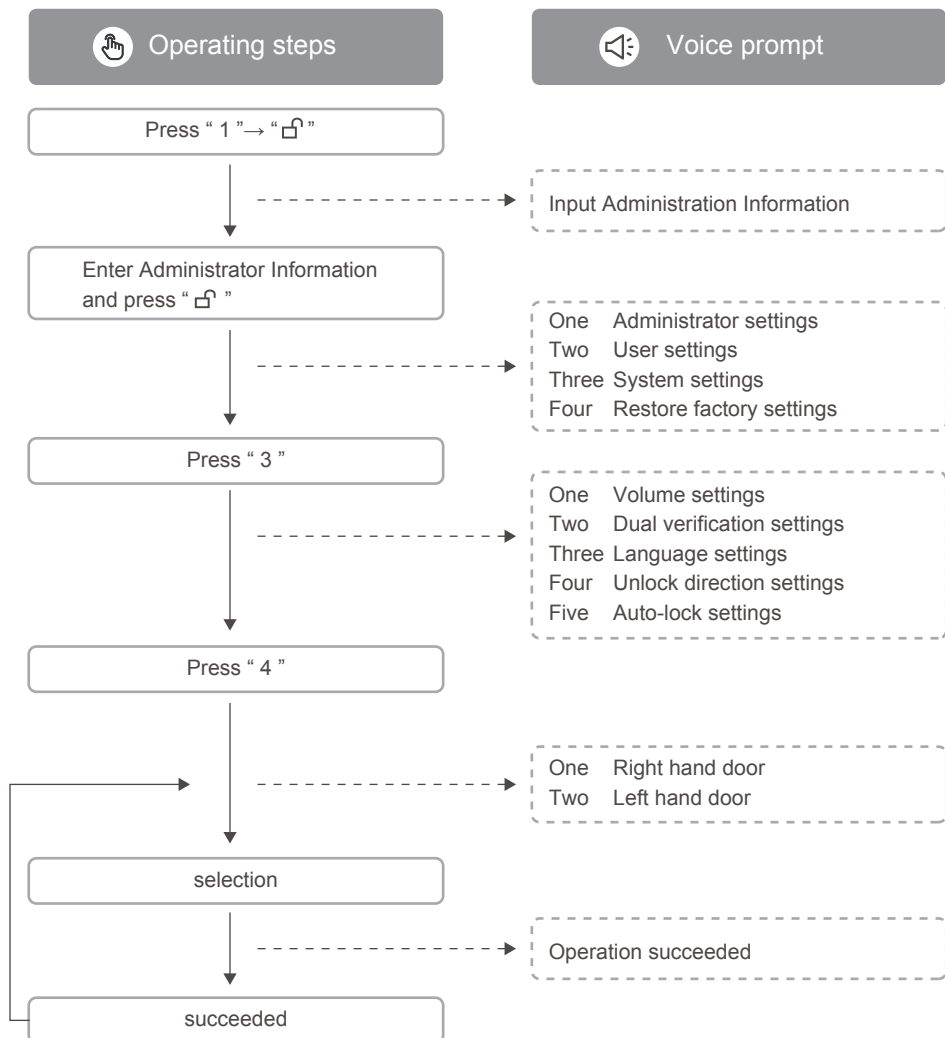 Operating steps
Voice prompt
Press “ 1 ”→ “ ”
Input Administration Information
Enter Administrator Information
and press “ ”
One Administrator settings
Two User settings
Three System settings
Four Restore factory settings
Press “ 3 ”
One Volume settings
Two Dual verification settings
Three Language settings
Four Unlock direction settings
Five Auto-lock settings
Press “ 4 ”
One Right hand door
Two Left hand door
selection
Operation succeeded
succeeded